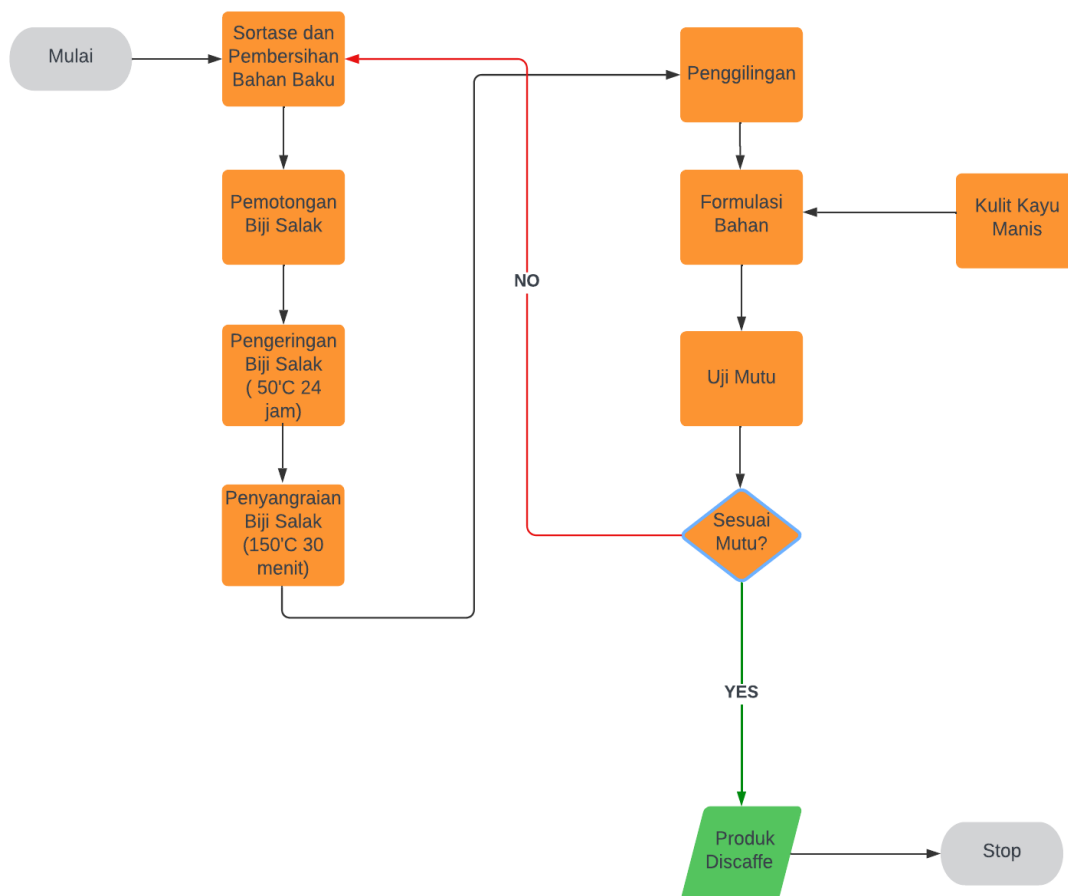 Mulai
Sortase dan
Pembersihan
Bahan Baku
Pemotongan
Biji Salak
Pengeringan
Biji Salak
( 50'C 24
jam)
Penyangraian
Biji Salak
(150'C 30
menit)
Penggilingan
Formulasi
Bahan
Kulit Kayu
Manis
Uji Mutu
Sesuai
Mutu?
NO
YES
Produk
Discaffe
Stop